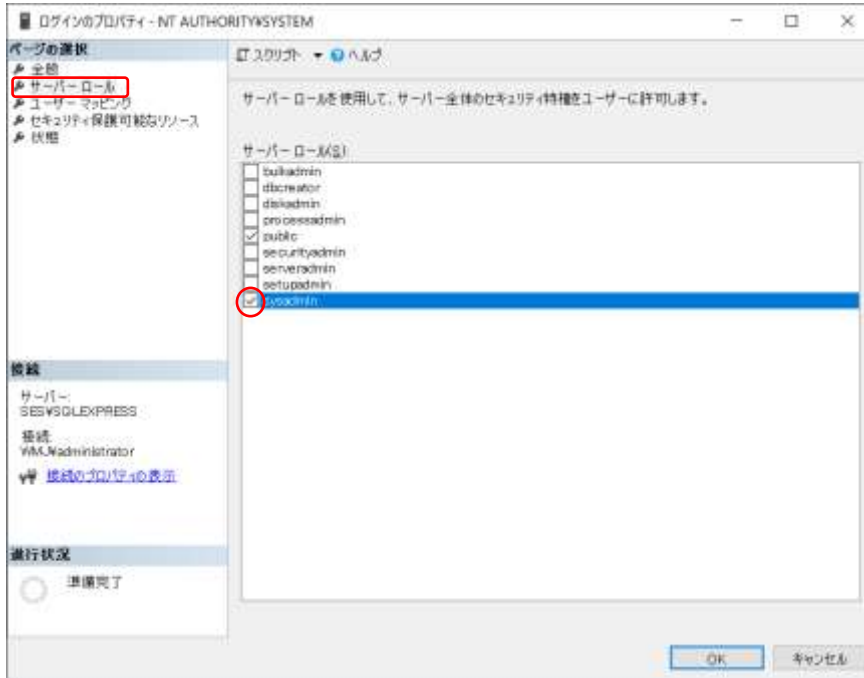 ログインのプロパティ - NT AUTHORITY¥SYSTEM
ページの選択
全般
サーバー ロール
ユーザー マッピング
セキュリティ保護可能なリソース
状態
スクリプト
ヘルプ
サーバー ロールを使用して、サーバー全体のセキュリティ特権をユーザーに許可します。
サーバー ロール(S):
bulkadmin
dbcreator
diskadmin
processadmin
public
securityadmin
serveradmin
setupadmin
sysadmin
接続
サーバー:
SES¥SQLEXPRESS
接続:
¥administrator
接続のプロパティの表示
進行状況
準備完了
OK
キャンセル